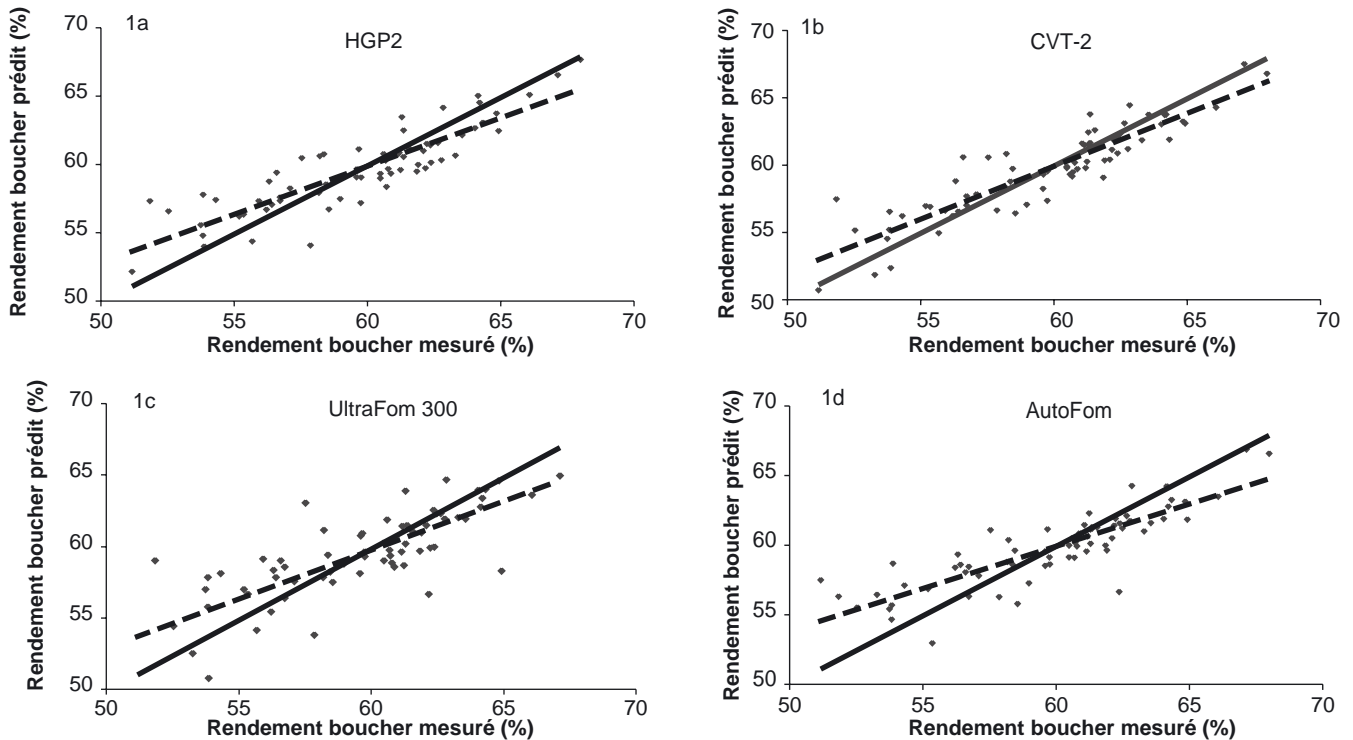 1a
HGP2
Rendement boucher prédit (%)
70
65
60
55
50
50 55 60 65 70
Rendement boucher mesuré (%)
1b
CVT-2
Rendement boucher prédit (%)
70
65
60
55
50
50 55 60 65 70
Rendement boucher mesuré (%)
1c
UltraFom 300
Rendement boucher prédit (%)
70
65
60
55
50
50 55 60 65 70
Rendement boucher mesuré (%)
1d
AutoFom
Rendement boucher prédit (%)
70
65
60
55
50
50 55 60 65 70
Rendement boucher mesuré (%)